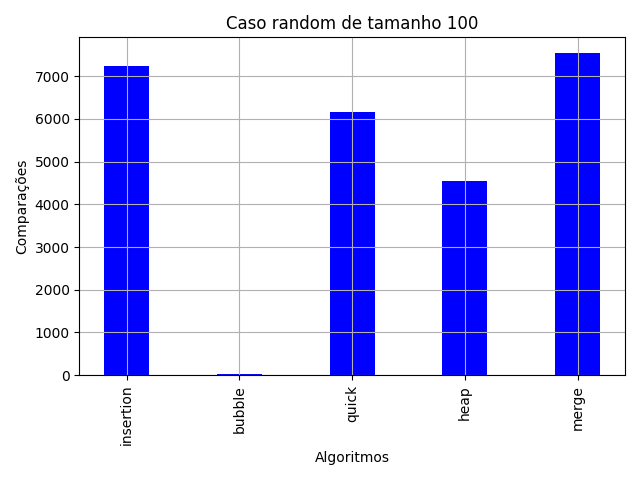 Caso random de tamanho 100
Comparações
7000
6000
5000
4000
3000
2000
1000
0
insertion
bubble
quick
heap
merge
Algoritmos